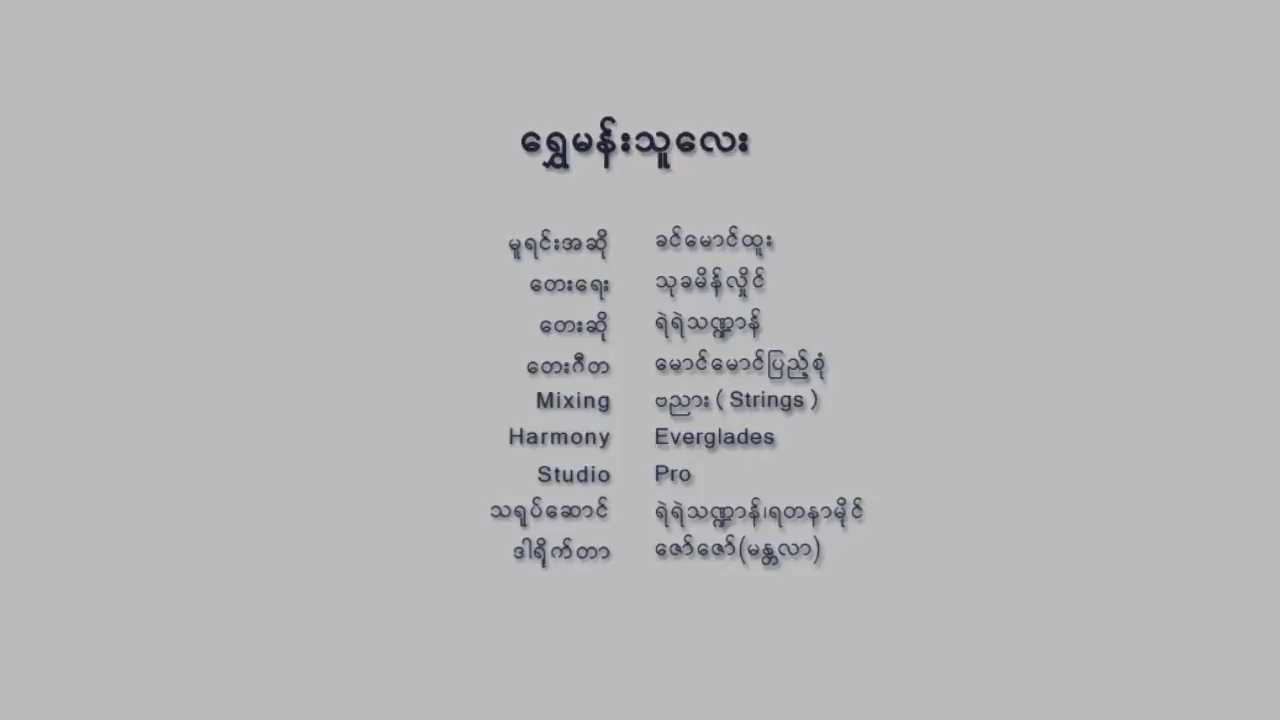 ရွှေမန်းသူလေး
မူရင်းအဆို ခင်မောင်ထူး
တေးရေး သုခမိန်လှိုင်
တေးဆို ရဲရဲသဏ္ဍာန်
တေးဂီတ မောင်မောင်ပြည့်စုံ
Mixing ဗညား ( Strings )
Harmony Everglades
Studio Pro
သရုပ်ဆောင် ရဲရဲသဏ္ဍာန်၊ရတနာမိုင်
ဒါရိုက်တာ ဇော်ဇော်(မန္တလာ)